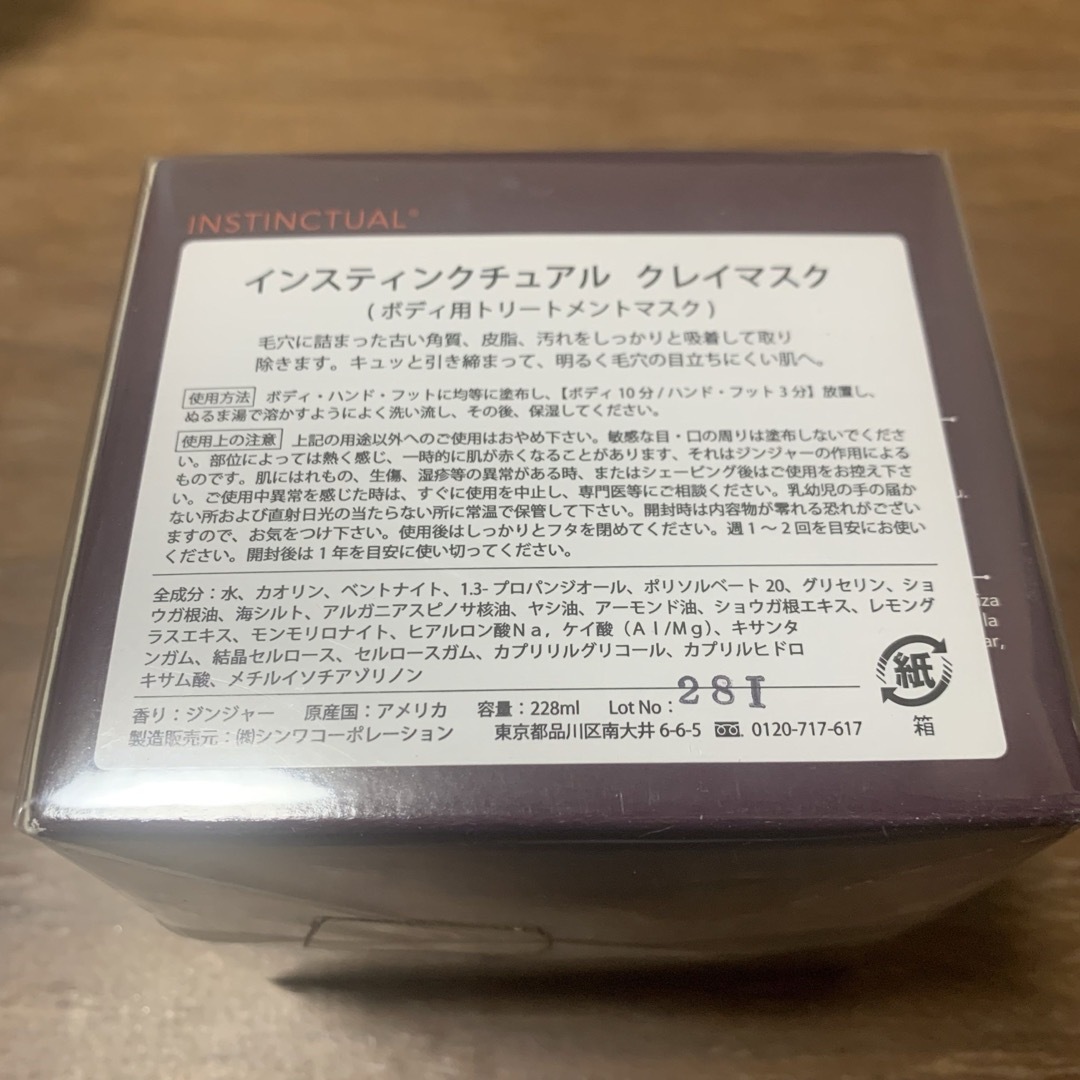 INSTINCTUAL®
インスティンクチュアル クレイマスク
(ボディ用トリートメントマスク)
毛穴に詰まった古い角質、皮脂、汚れをしっかりと吸着して取り
除きます。キュッと引き締まって、明るく毛穴の目立ちにくい肌へ。
使用方法 ボディ・ハンド・フットに均等に塗布し、【ボディ10分/ハンド・フット3分】放置し、
ぬるま湯で溶かすようによく洗い流し、その後、保湿してください。
使用上の注意 上記の用途以外へのご使用はおやめ下さい。敏感な目・口の周りは塗布しないでくださ
い。部位によっては熱く感じ、一時的に肌が赤くなることがあります、それはジンジャーの作用による
ものです。肌にはれもの、生傷、湿疹等の異常がある時、またはシェービング後はご使用をお控え下さ
い。ご使用中異常を感じた時は、すぐに使用を中止し、専門医等にご相談ください。乳幼児の手の届か
ない所および直射日光の当たらない所に常温で保管して下さい。開封時は内容物が零れる恐れがござい
ますので、お気をつけ下さい。使用後はしっかりとフタを閉めてください。週1〜2回を目安にお使い
ください。開封後は1年を目安に使い切ってください。
全成分：水、カオリン、ベントナイト、1.3-プロパンジオール、ポリソルベート20、グリセリン、ショ
ウガ根油、海シルト、アルガニアスピノサ核油、ヤシ油、アーモンド油、ショウガ根エキス、レモング
ラスエキス、モンモリロナイト、ヒアルロン酸Na，ケイ酸（Al/Mg）、キサンタ
ンガム、結晶セルロース、セルロースガム、カプリリルグリコール、カプリルヒドロ
キサム酸、メチルイソチアゾリノン
香り：ジンジャー 原産国：アメリカ 容量：228ml Lot No: 28I
製造販売元：㈱シンワコーポレーション 東京都品川区南大井6-6-5 0120-717-617
紙
箱
u.
iza
la
ar,